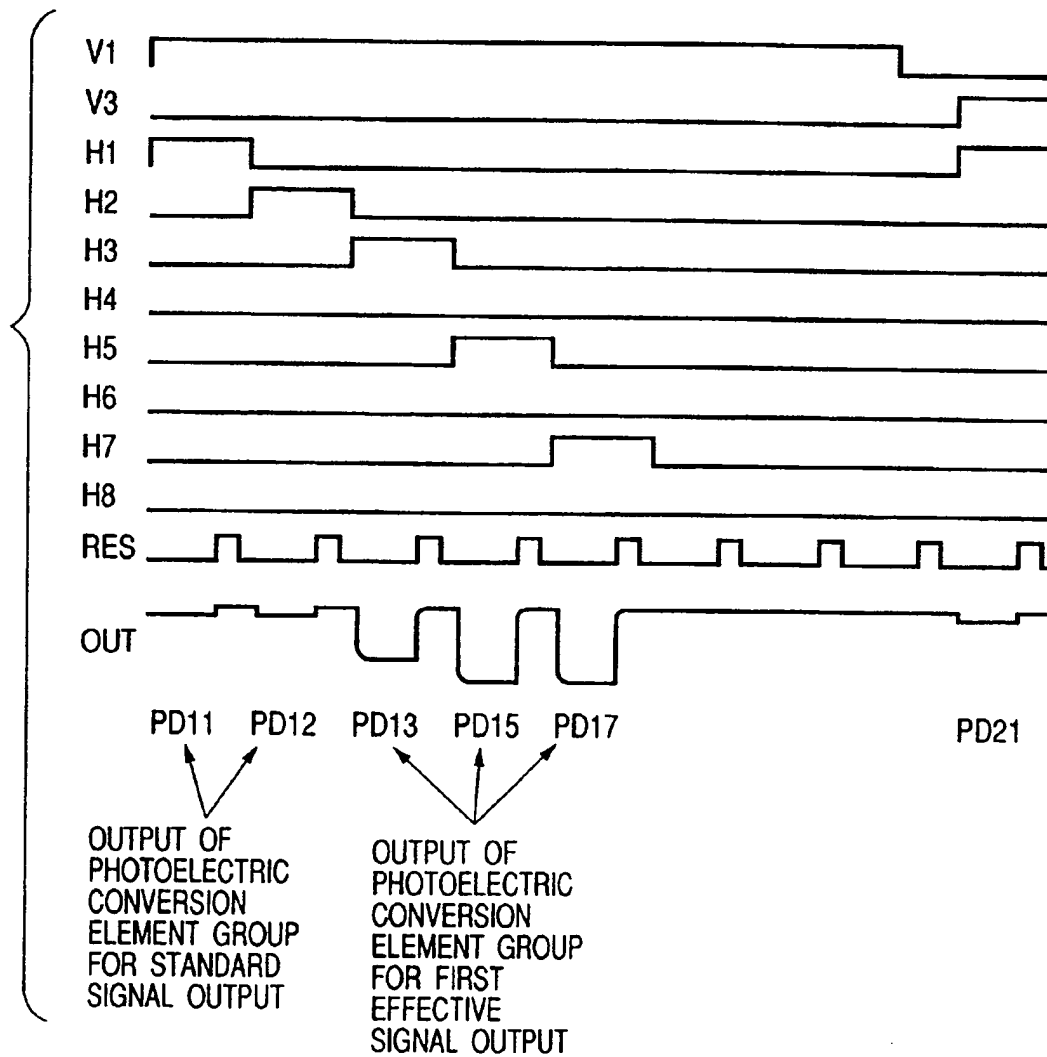 V1
V3
H1
H2
H3
H4
H5
H6
H7
H8
RES
OUT
PD11 PD12 PD13 PD15 PD17 PD21
OUTPUT OF
PHOTOELECTRIC
CONVERSION
ELEMENT GROUP
FOR STANDARD
SIGNAL OUTPUT
OUTPUT OF
PHOTOELECTRIC
CONVERSION
ELEMENT GROUP
FOR FIRST
EFFECTIVE
SIGNAL OUTPUT